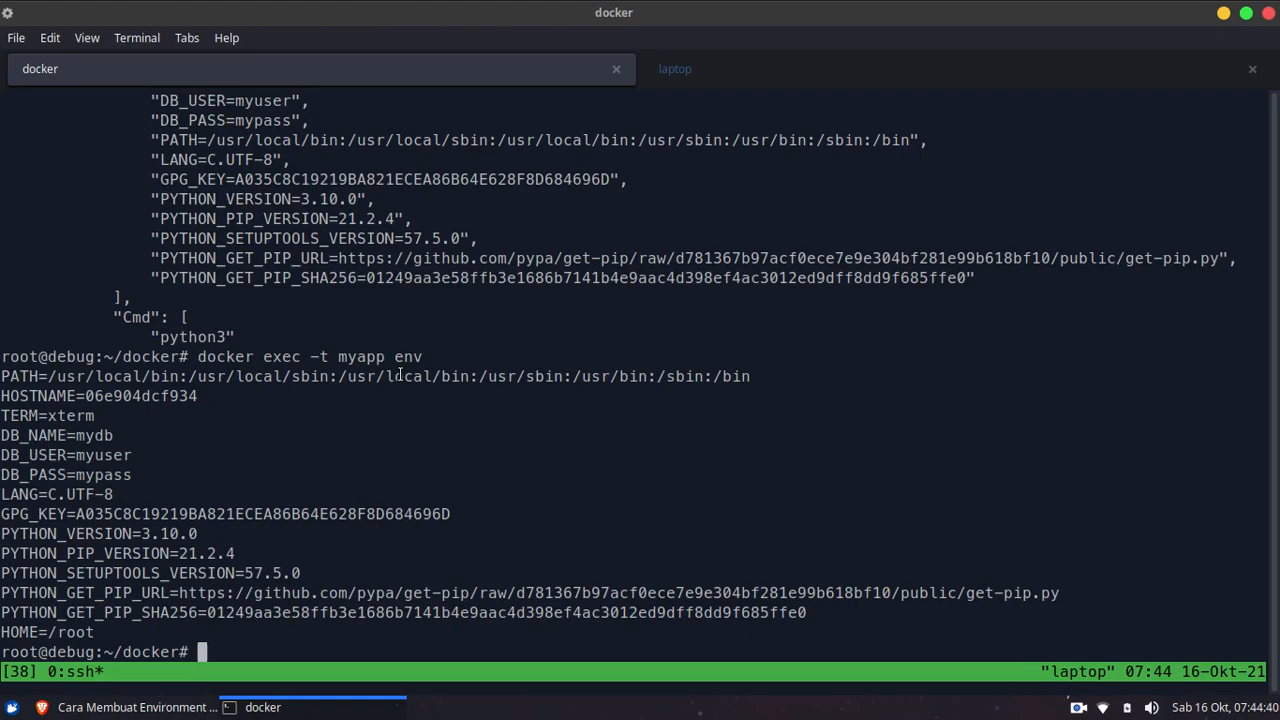 docker
File Edit View Terminal Tabs Help
docker × laptop ×
"DB_USER=myuser",
"DB_PASS=mypass",
"PATH=/usr/local/bin:/usr/local/sbin:/usr/local/bin:/usr/sbin:/usr/bin:/sbin:/bin",
"LANG=C.UTF-8",
"GPG_KEY=A035C8C19219BA821ECEA86B64E628F8D684696D",
"PYTHON_VERSION=3.10.0",
"PYTHON_PIP_VERSION=21.2.4",
"PYTHON_SETUPTOOLS_VERSION=57.5.0",
"PYTHON_GET_PIP_URL=https://github.com/pypa/get-pip/raw/d781367b97acf0ece7e9e304bf281e99b618bf10/public/get-pip.py",
"PYTHON_GET_PIP_SHA256=01249aa3e58ffb3e1686b7141b4e9aac4d398ef4ac3012ed9dff8dd9f685ffe0"
],
"Cmd": [
"python3"
root@debug:~/docker# docker exec -t myapp env
PATH=/usr/local/bin:/usr/local/sbin:/usr/local/bin:/usr/sbin:/usr/bin:/sbin:/bin
HOSTNAME=06e904dcf934
TERM=xterm
DB_NAME=mydb
DB_USER=myuser
DB_PASS=mypass
LANG=C.UTF-8
GPG_KEY=A035C8C19219BA821ECEA86B64E628F8D684696D
PYTHON_VERSION=3.10.0
PYTHON_PIP_VERSION=21.2.4
PYTHON_SETUPTOOLS_VERSION=57.5.0
PYTHON_GET_PIP_URL=https://github.com/pypa/get-pip/raw/d781367b97acf0ece7e9e304bf281e99b618bf10/public/get-pip.py
PYTHON_GET_PIP_SHA256=01249aa3e58ffb3e1686b7141b4e9aac4d398ef4ac3012ed9dff8dd9f685ffe0
HOME=/root
root@debug:~/docker#
[38] 0:ssh* "laptop" 07:44 16-Okt-21
Cara Membuat Environment ... docker Sab 16 Okt, 07:44:40